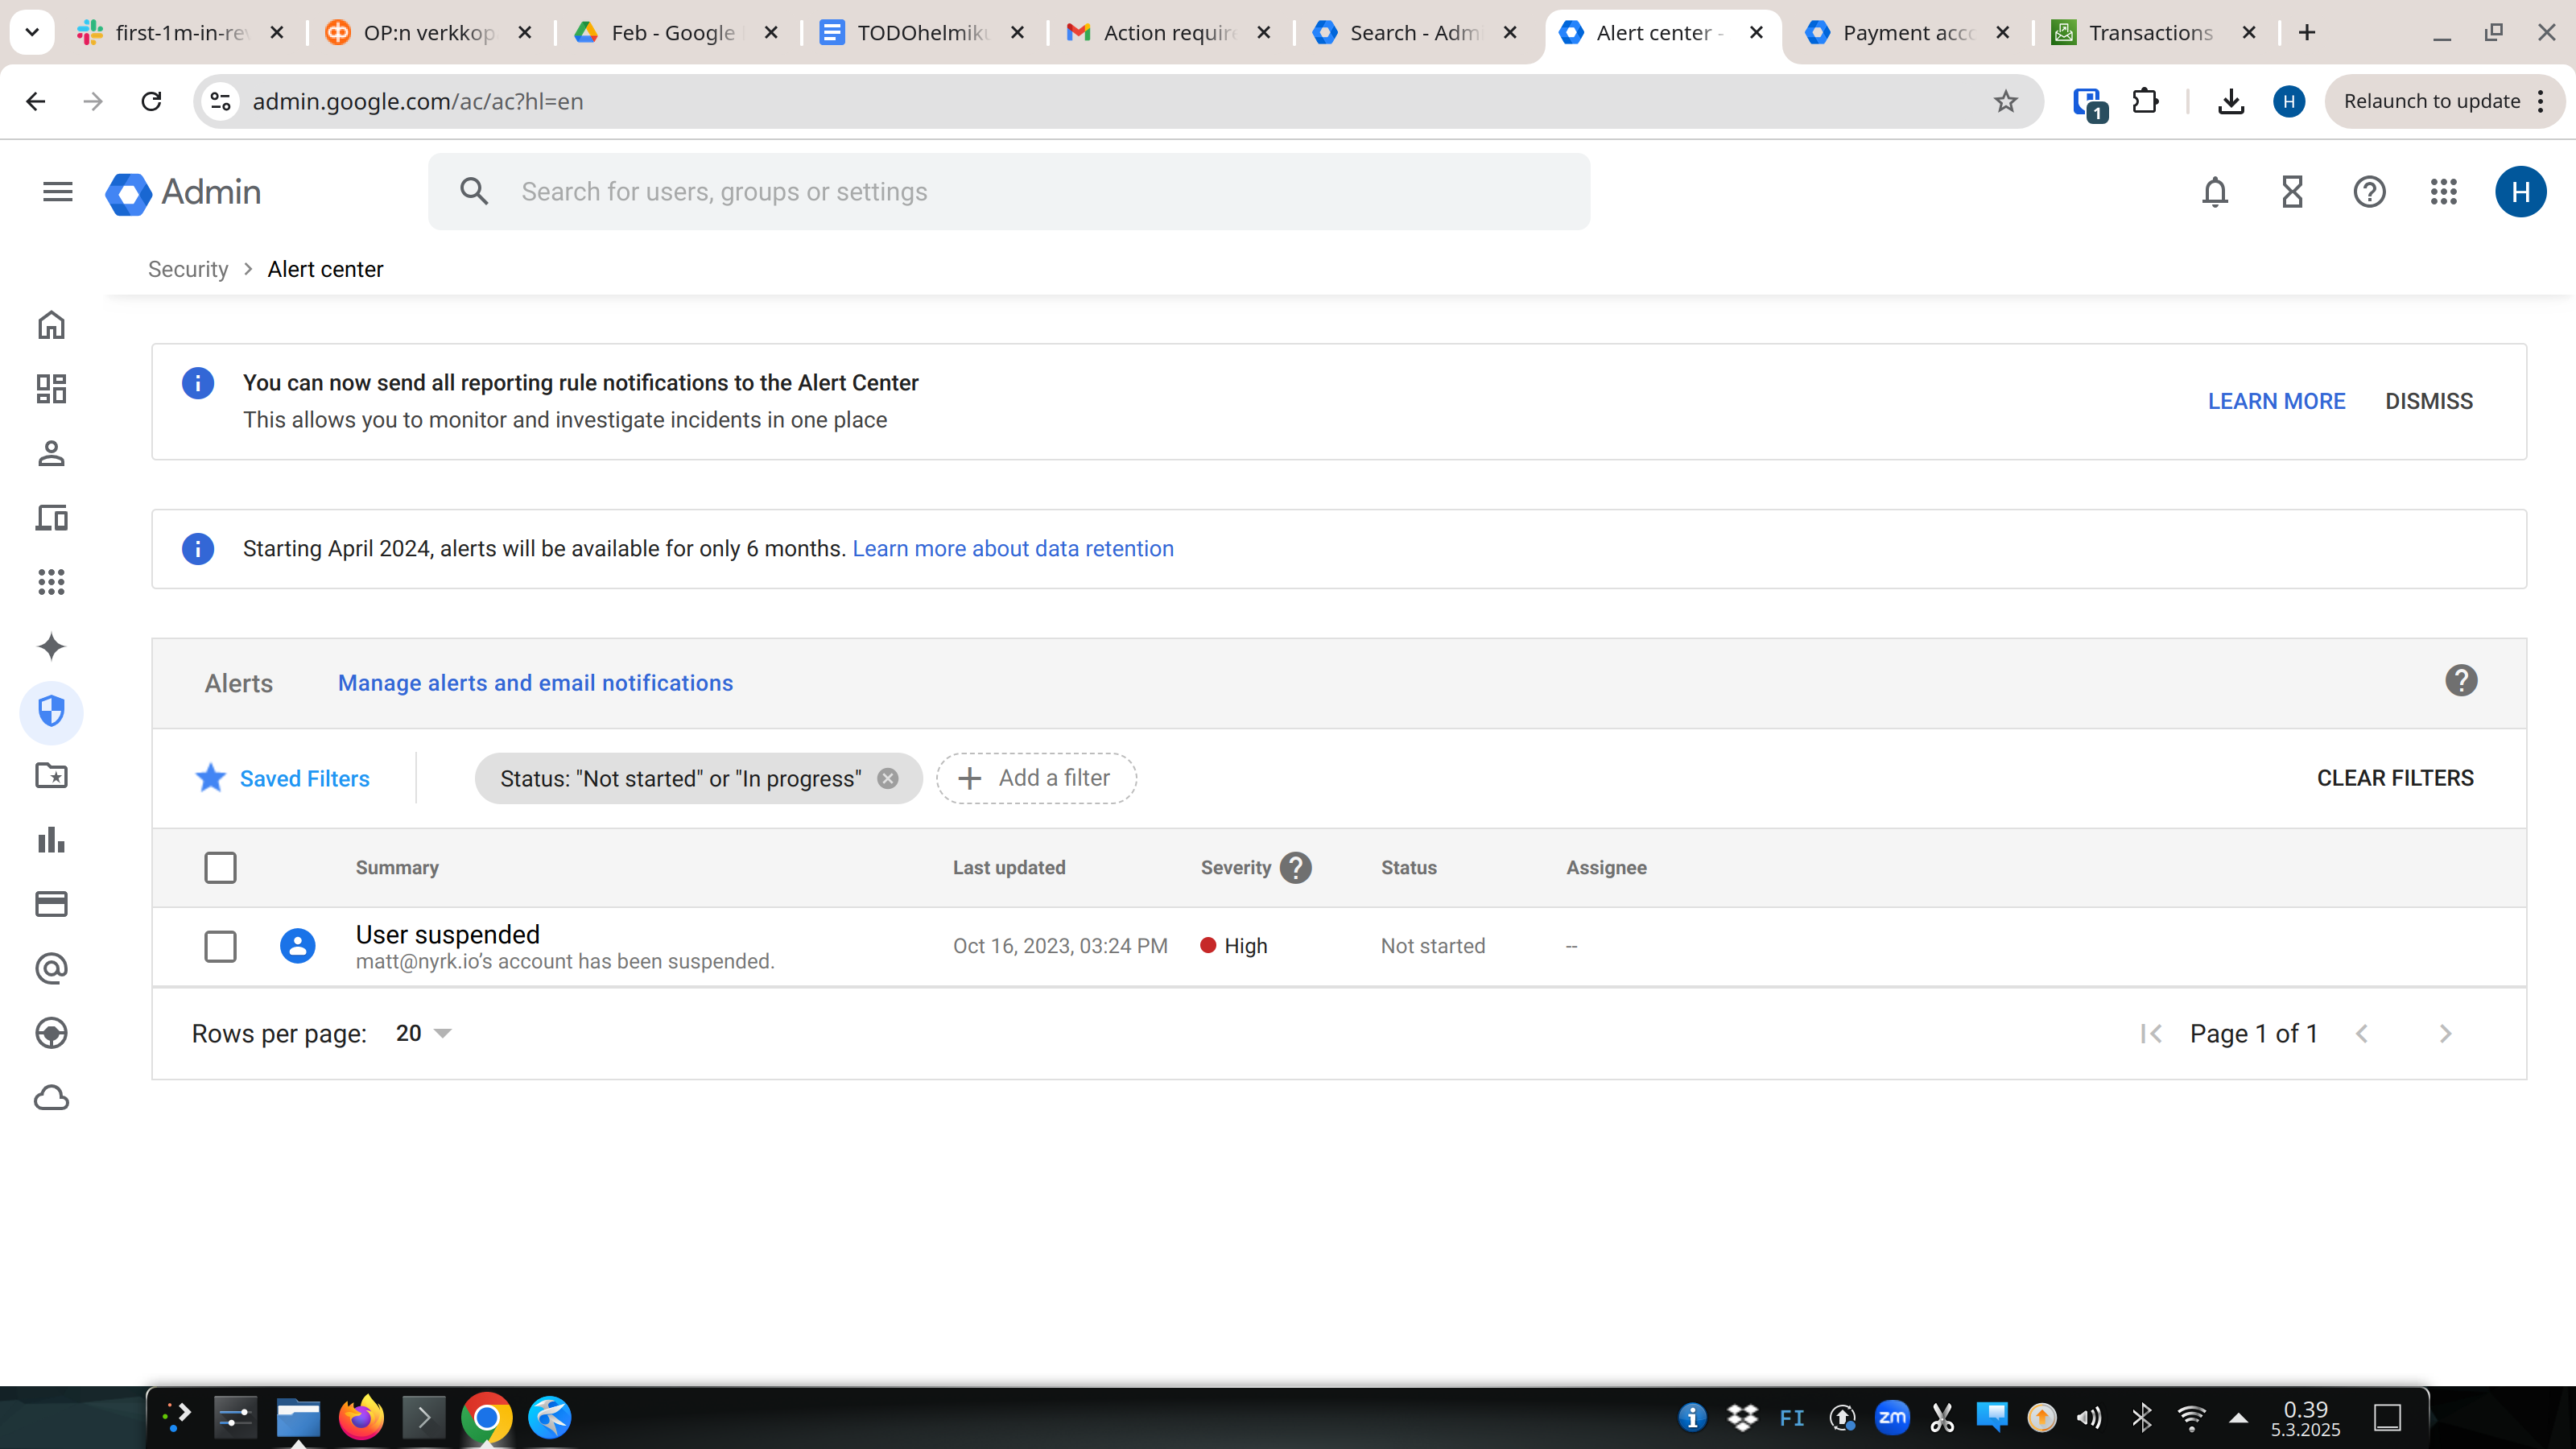 first-1m-in-rev
OP:n verkkop
Feb - Google
TODOhelmiku
Action require
Search - Admi
Alert center -
Payment acco
Transactions
admin.google.com/ac/ac?hl=en
1
H
Relaunch to update
Admin
Search for users, groups or settings
H
Security
Alert center
You can now send all reporting rule notifications to the Alert Center
This allows you to monitor and investigate incidents in one place
LEARN MORE
DISMISS
Starting April 2024, alerts will be available for only 6 months. Learn more about data retention
Alerts
Manage alerts and email notifications
Saved Filters
Status: "Not started" or "In progress"
Add a filter
CLEAR FILTERS
Summary
Last updated
Severity
Status
Assignee
User suspended
matt@nyrk.io’s account has been suspended.
Oct 16, 2023, 03:24 PM
High
Not started
--
Rows per page:
20
Page 1 of 1
FI
zm
0.39
5.3.2025